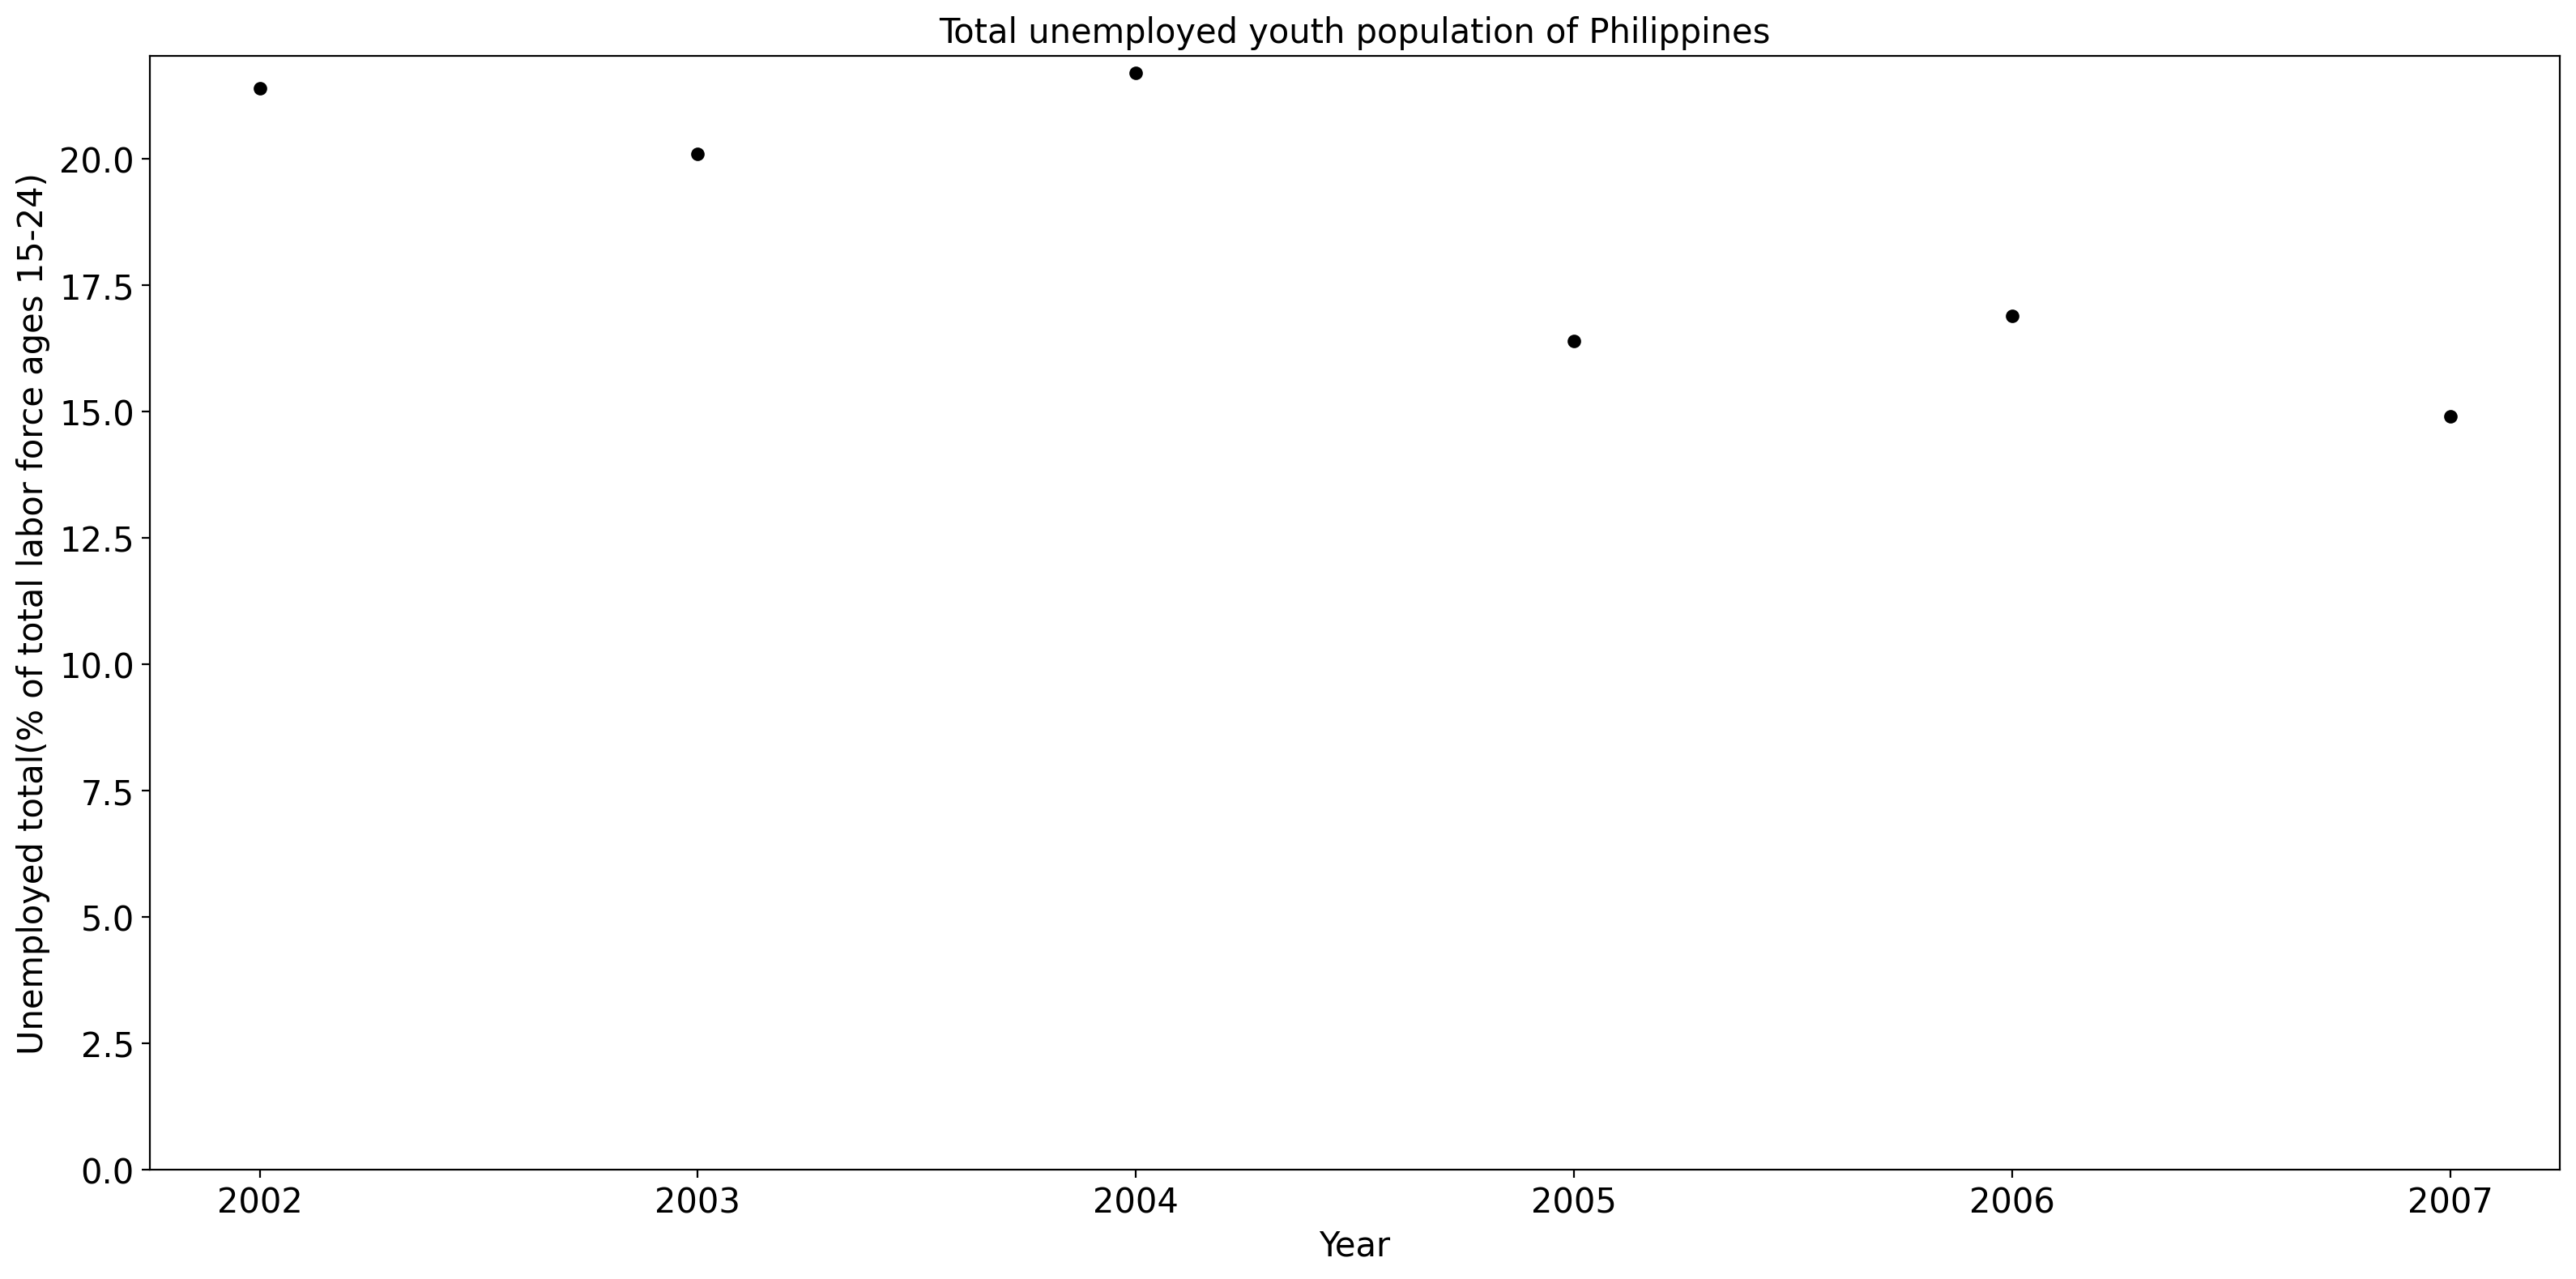 Total unemployed youth population of Philippines
Unemployed total(% of total labor force ages 15-24)
20.0
17.5
15.0
12.5
10.0
7.5
5.0
2.5
0.0
2002 2003 2004 2005 2006 2007
Year